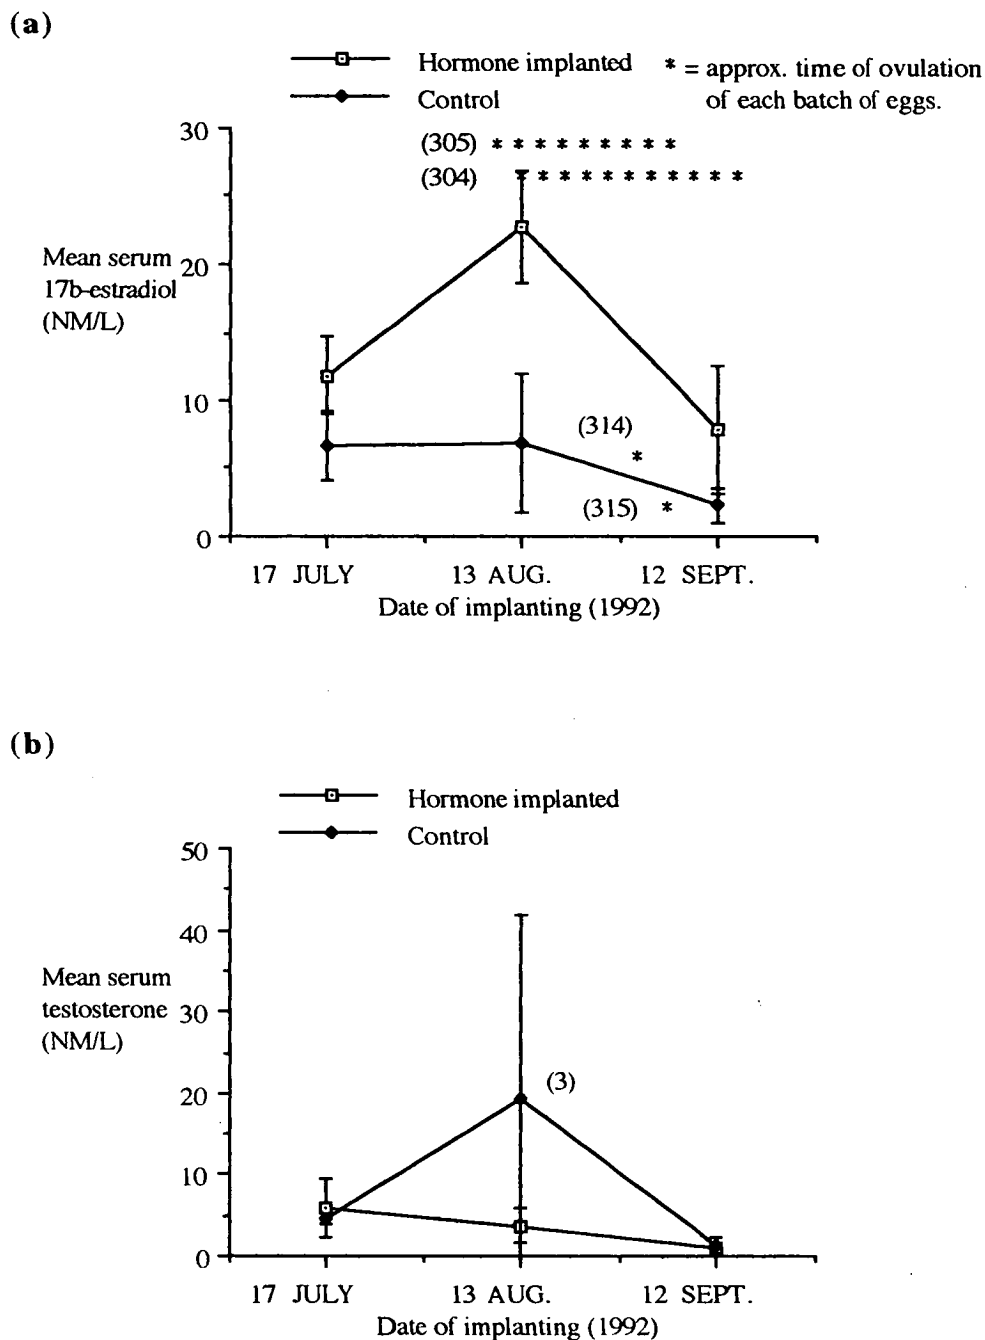 (a)
Hormone implanted
Control
* = approx. time of ovulation
of each batch of eggs.
30
(305) * * * * * * * * *
(304) * * * * * * * * * * *
Mean serum
17b-estradiol
(NM/L)
20
10
0
(314)
*
(315) *
17 JULY 13 AUG. 12 SEPT.
Date of implanting (1992)
(b)
Hormone implanted
Control
50
40
Mean serum
testosterone
(NM/L)
30
20
10
0
(3)
17 JULY 13 AUG. 12 SEPT.
Date of implanting (1992)